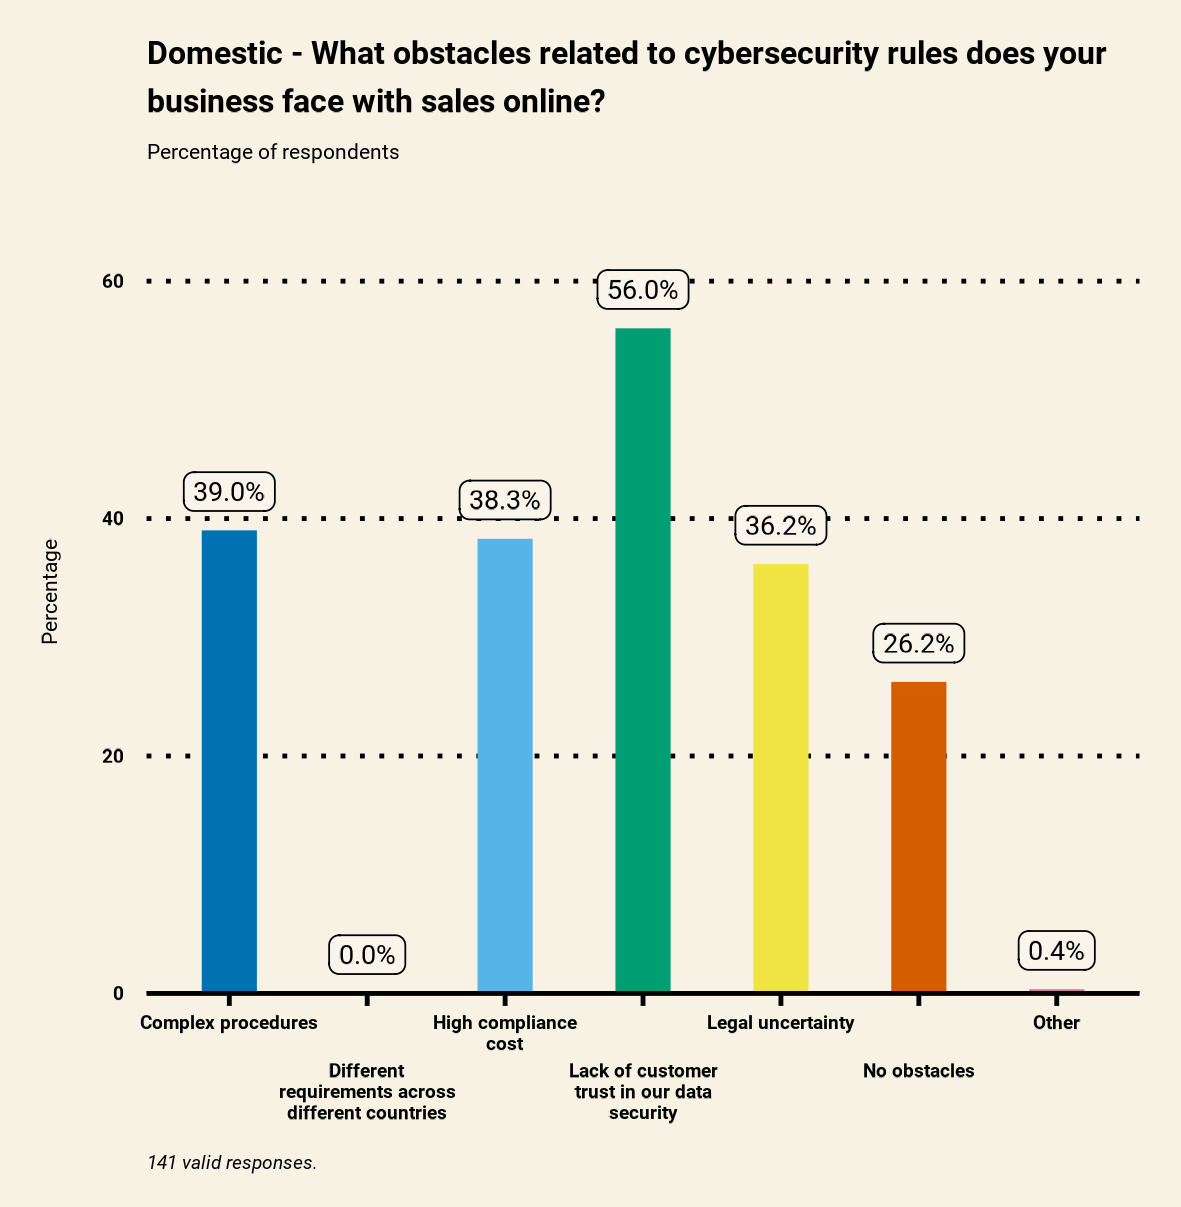 Domestic - What obstacles related to cybersecurity rules does your
business face with sales online?
Percentage of respondents
60
56.0%
39.0%
38.3%
40
36.2%
Percentage
26.2%
20
0.0%
0.4%
0
Complex procedures
High compliance
cost
Legal uncertainty
Other
Different
requirements across
different countries
Lack of customer
trust in our data
security
No obstacles
141 valid responses.